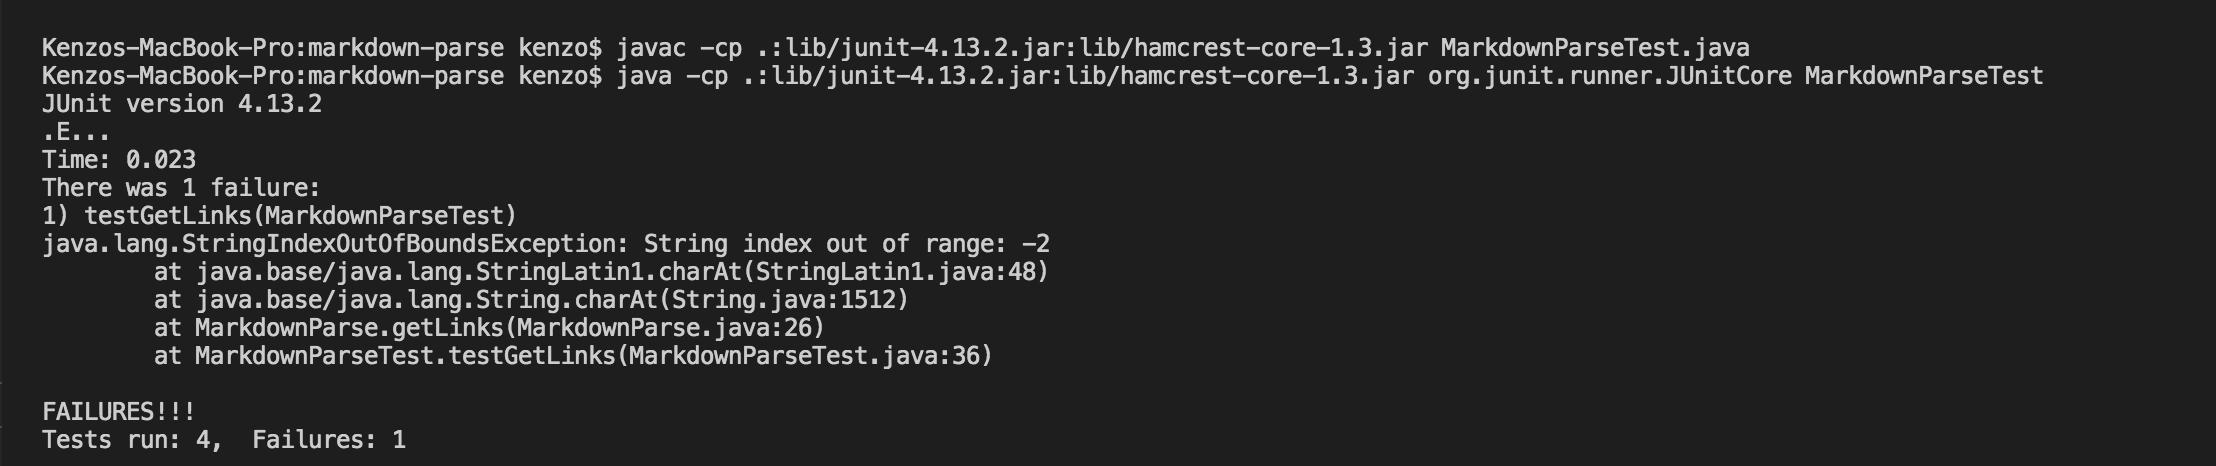 Kenzos-MacBook-Pro:markdown-parse kenzo$ javac -cp .:lib/junit-4.13.2.jar:lib/hamcrest-core-1.3.jar MarkdownParseTest.java
Kenzos-MacBook-Pro:markdown-parse kenzo$ java -cp .:lib/junit-4.13.2.jar:lib/hamcrest-core-1.3.jar org.junit.runner.JUnitCore MarkdownParseTest
JUnit version 4.13.2
.E...
Time: 0.023
There was 1 failure:
1) testGetLinks(MarkdownParseTest)
java.lang.StringIndexOutOfBoundsException: String index out of range: -2
        at java.base/java.lang.StringLatin1.charAt(StringLatin1.java:48)
        at java.base/java.lang.String.charAt(String.java:1512)
        at MarkdownParse.getLinks(MarkdownParse.java:26)
        at MarkdownParseTest.testGetLinks(MarkdownParseTest.java:36)
FAILURES!!!
Tests run: 4,  Failures: 1